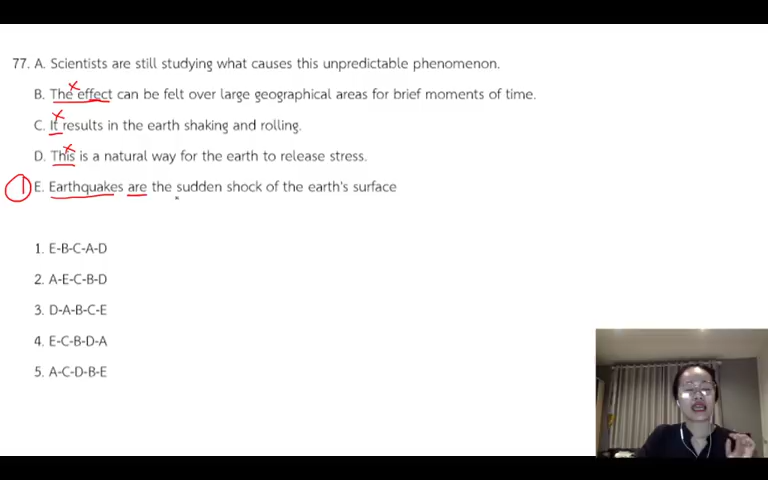 77. A. Scientists are still studying what causes this unpredictable phenomenon.
B. The effect can be felt over large geographical areas for brief moments of time.
C. It results in the earth shaking and rolling.
D. This is a natural way for the earth to release stress.
1 E. Earthquakes are the sudden shock of the earth's surface
1. E-B-C-A-D
2. A-E-C-B-D
3. D-A-B-C-E
4. E-C-B-D-A
5. A-C-D-B-E